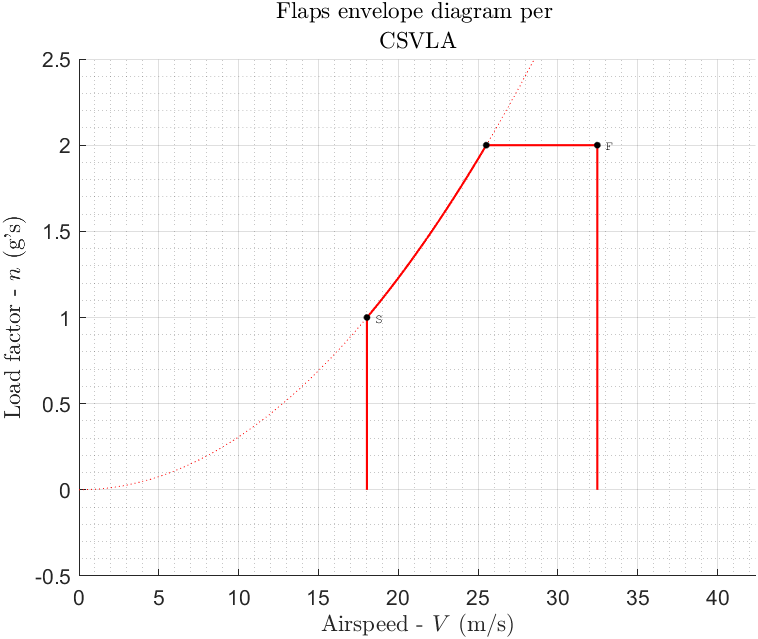 Flaps envelope diagram per
CSVLA
2.5
2
1.5
1
0.5
0
-0.5
Load factor - n (g's)
F
S
0 5 10 15 20 25 30 35 40
Airspeed - V (m/s)